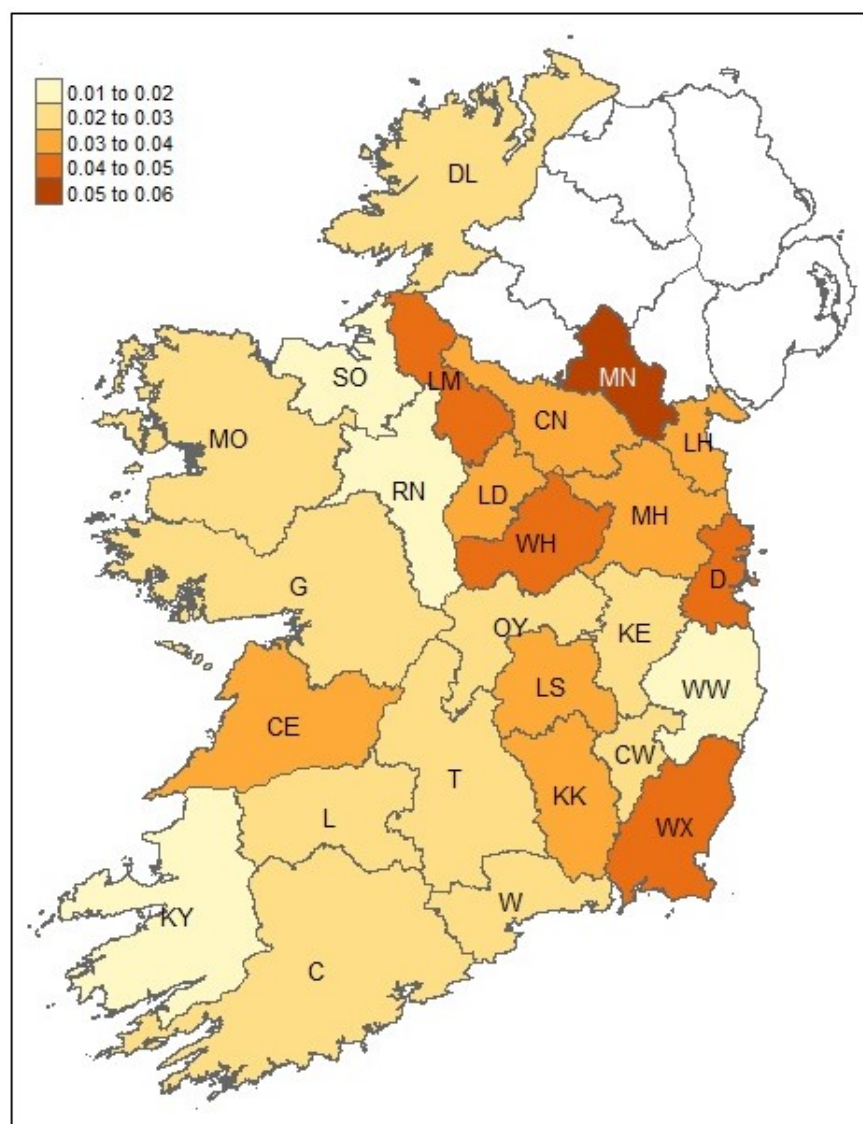 0.01 to 0.02
0.02 to 0.03
0.03 to 0.04
0.04 to 0.05
0.05 to 0.06
DL
SO
LM
MN
MO
CN
LH
RN
LD
MH
WH
D
G
OY
KE
LS
WW
CE
CW
T
KK
L
WX
W
KY
C